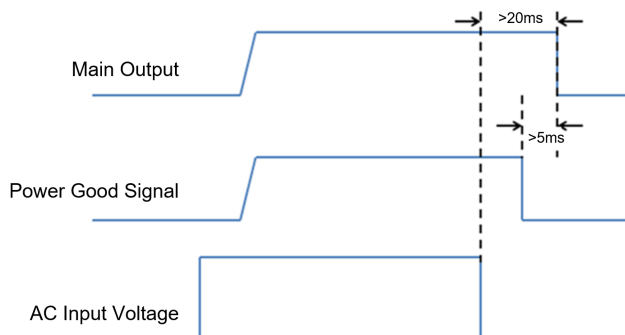 >20ms
Main Output
>5ms
Power Good Signal
AC Input Voltage